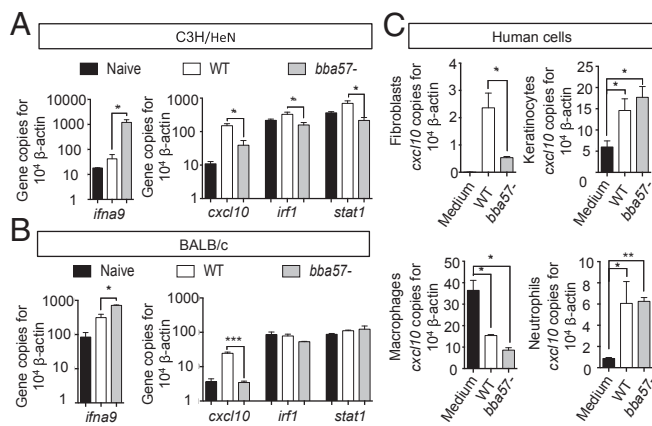 A
C3H/HeN
Naive
WT
bba57-
Gene copies for
10⁴ β-actin
10000
1000
100
10
1
*
ifna9
Gene copies for
10⁴ β-actin
1000
100
10
1
*
*
*
cxcl10
irf1
stat1
B
BALB/c
Naive
WT
bba57-
Gene copies for
10⁴ β-actin
1000
100
10
1
*
ifna9
Gene copies for
10⁴ β-actin
1000
100
10
1
***
cxcl10
irf1
stat1
C
Human cells
Fibroblasts
cxcl10 copies for
10⁴ β-actin
4
3
2
1
0
*
Medium
WT
bba57-
Keratinocytes
cxcl10 copies for
10⁴ β-actin
25
20
15
10
5
0
*
*
Medium
WT
bba57-
Macrophages
cxcl10 copies for
10⁴ β-actin
50
40
30
20
10
0
*
*
Medium
WT
bba57-
Neutrophils
cxcl10 copies for
10⁴ β-actin
10
8
6
4
2
0
**
*
Medium
WT
bba57-